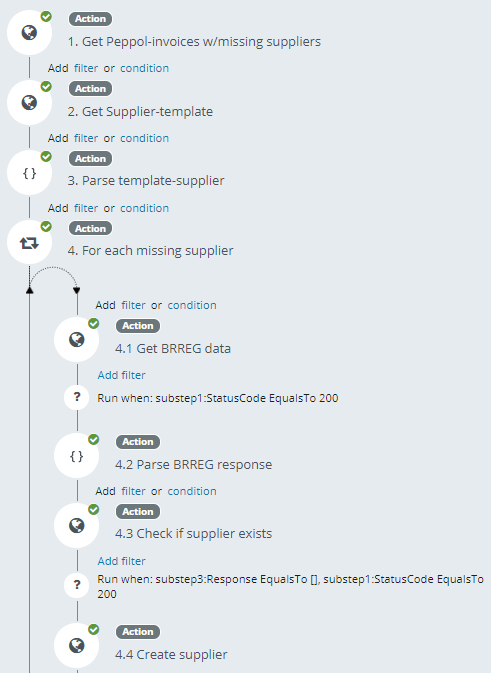 Action
1. Get Peppol-invoices w/missing suppliers
Add filter or condition
Action
2. Get Supplier-template
Add filter or condition
Action
{}
3. Parse template-supplier
Add filter or condition
Action
4. For each missing supplier
Add filter or condition
Action
4.1 Get BRREG data
Add filter
?
Run when: substep1:StatusCode EqualsTo 200
Action
{}
4.2 Parse BRREG response
Add filter or condition
Action
4.3 Check if supplier exists
Add filter
?
Run when: substep3:Response EqualsTo [], substep1:StatusCode EqualsTo
200
Action
4.4 Create supplier